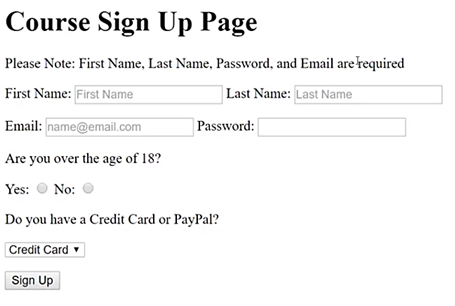 Course Sign Up Page
Please Note: First Name, Last Name, Password, and Email are required
First Name: First Name Last Name: Last Name
Email: name@email.com Password:
Are you over the age of 18?
Yes: No:
Do you have a Credit Card or PayPal?
Credit Card
Sign Up